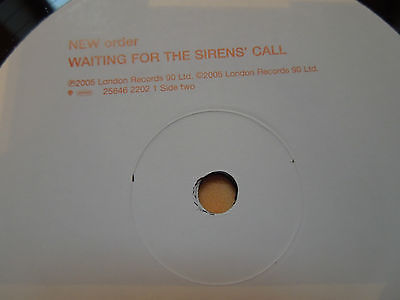 NEW order
WAITING FOR THE SIRENS' CALL
℗2005 London Records 90 Ltd. ©2005 London Records 90 Ltd.
25646 2202 1 Side two